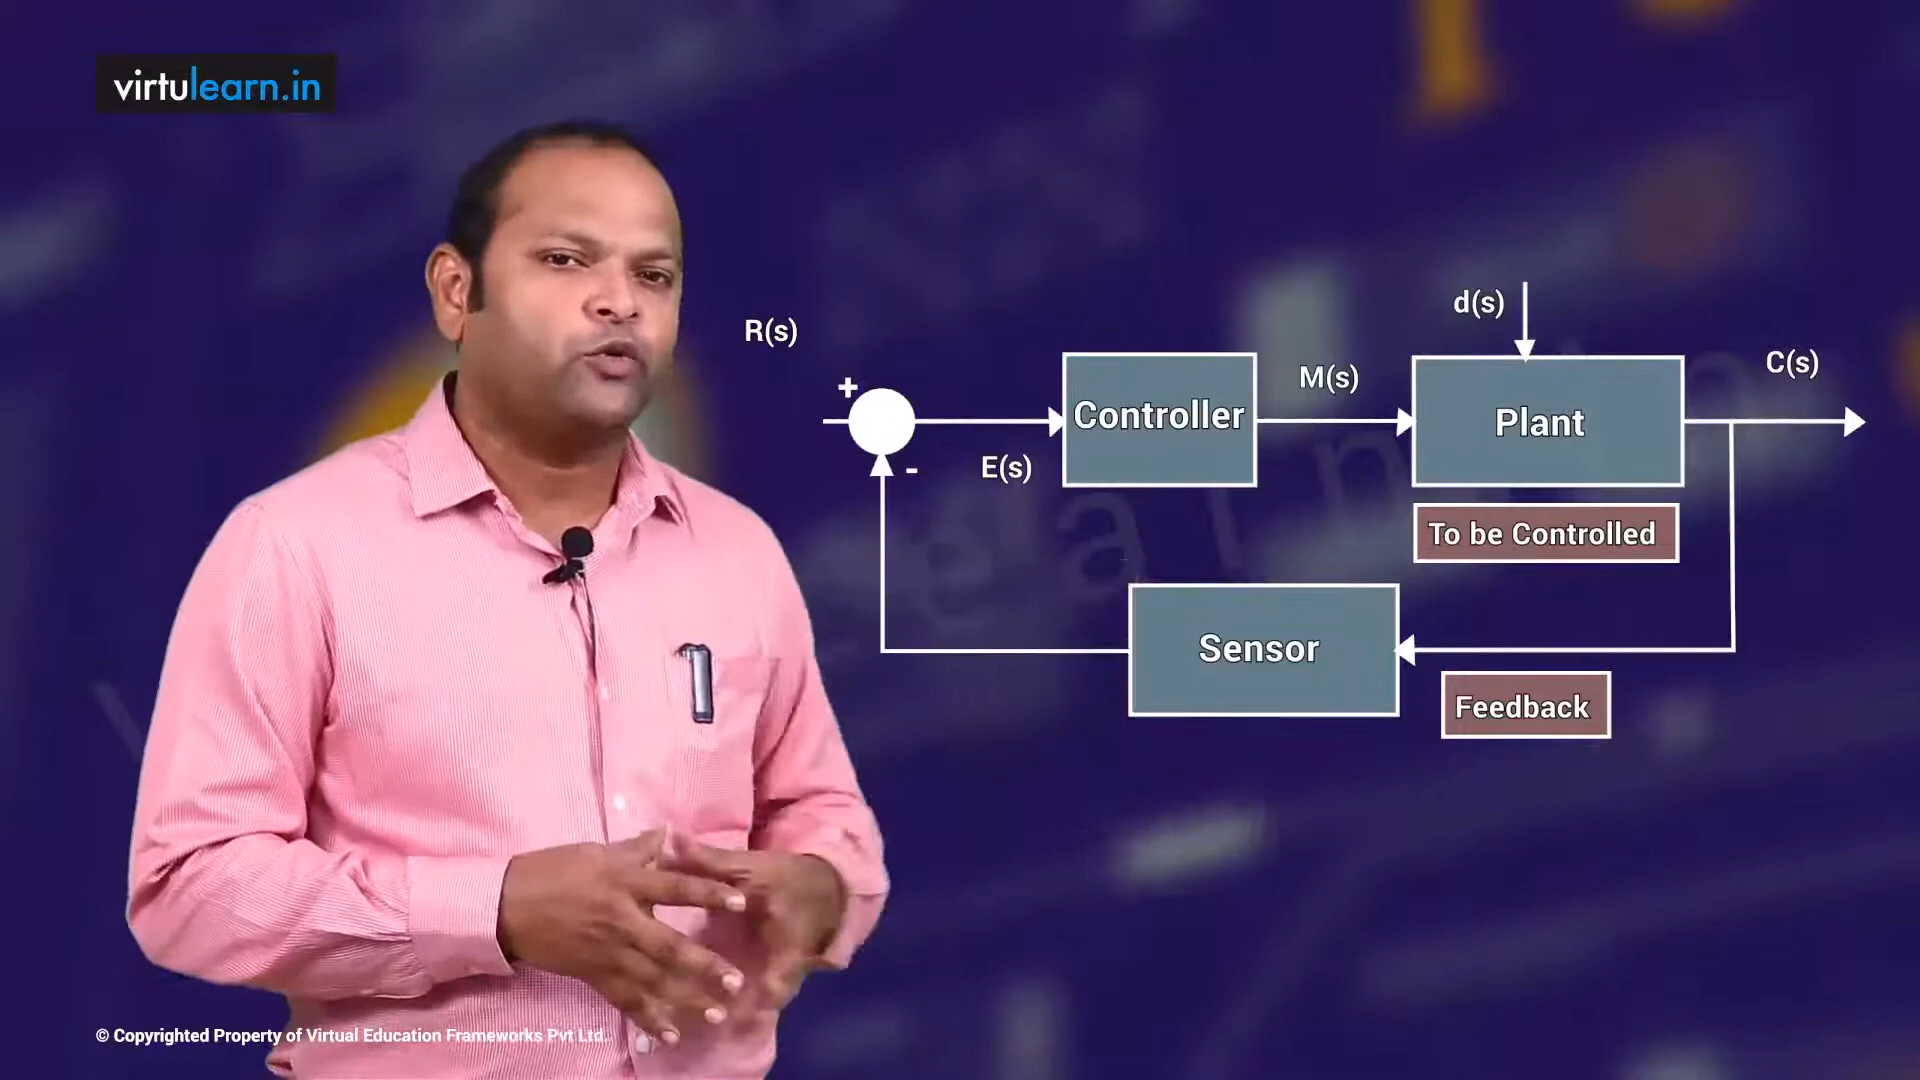 virtulearn.in
R(s)
+
-
E(s)
Controller
M(s)
d(s)
Plant
C(s)
To be Controlled
Sensor
Feedback
© Copyrighted Property of Virtual Education Frameworks Pvt Ltd.